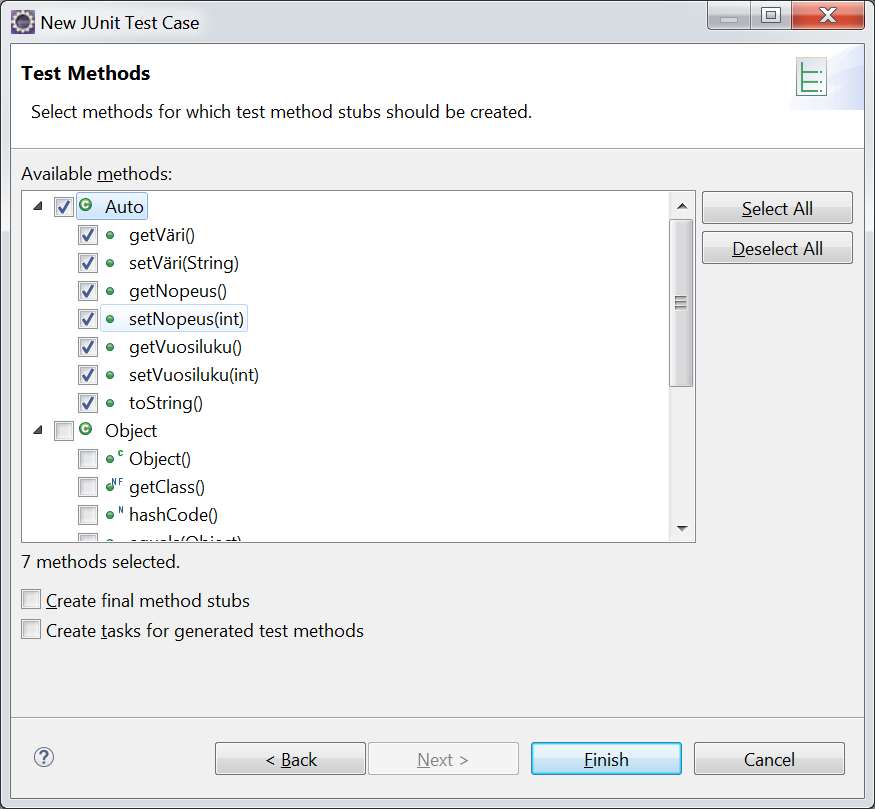 New JUnit Test Case
Test Methods
Select methods for which test method stubs should be created.
Available methods:
Auto
getVäri()
setVäri(String)
getNopeus()
setNopeus(int)
getVuosiluku()
setVuosiluku(int)
toString()
Object
Object()
getClass()
hashCode()
equals(Object)
Select All
Deselect All
7 methods selected.
Create final method stubs
Create tasks for generated test methods
< Back
Next >
Finish
Cancel